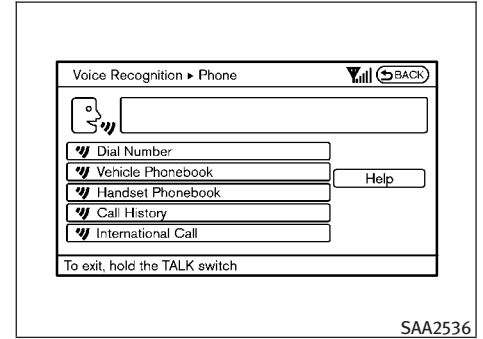 Voice Recognition ▸ Phone
BACK
Dial Number
Vehicle Phonebook
Help
Handset Phonebook
Call History
International Call
To exit, hold the TALK switch
SAA2536